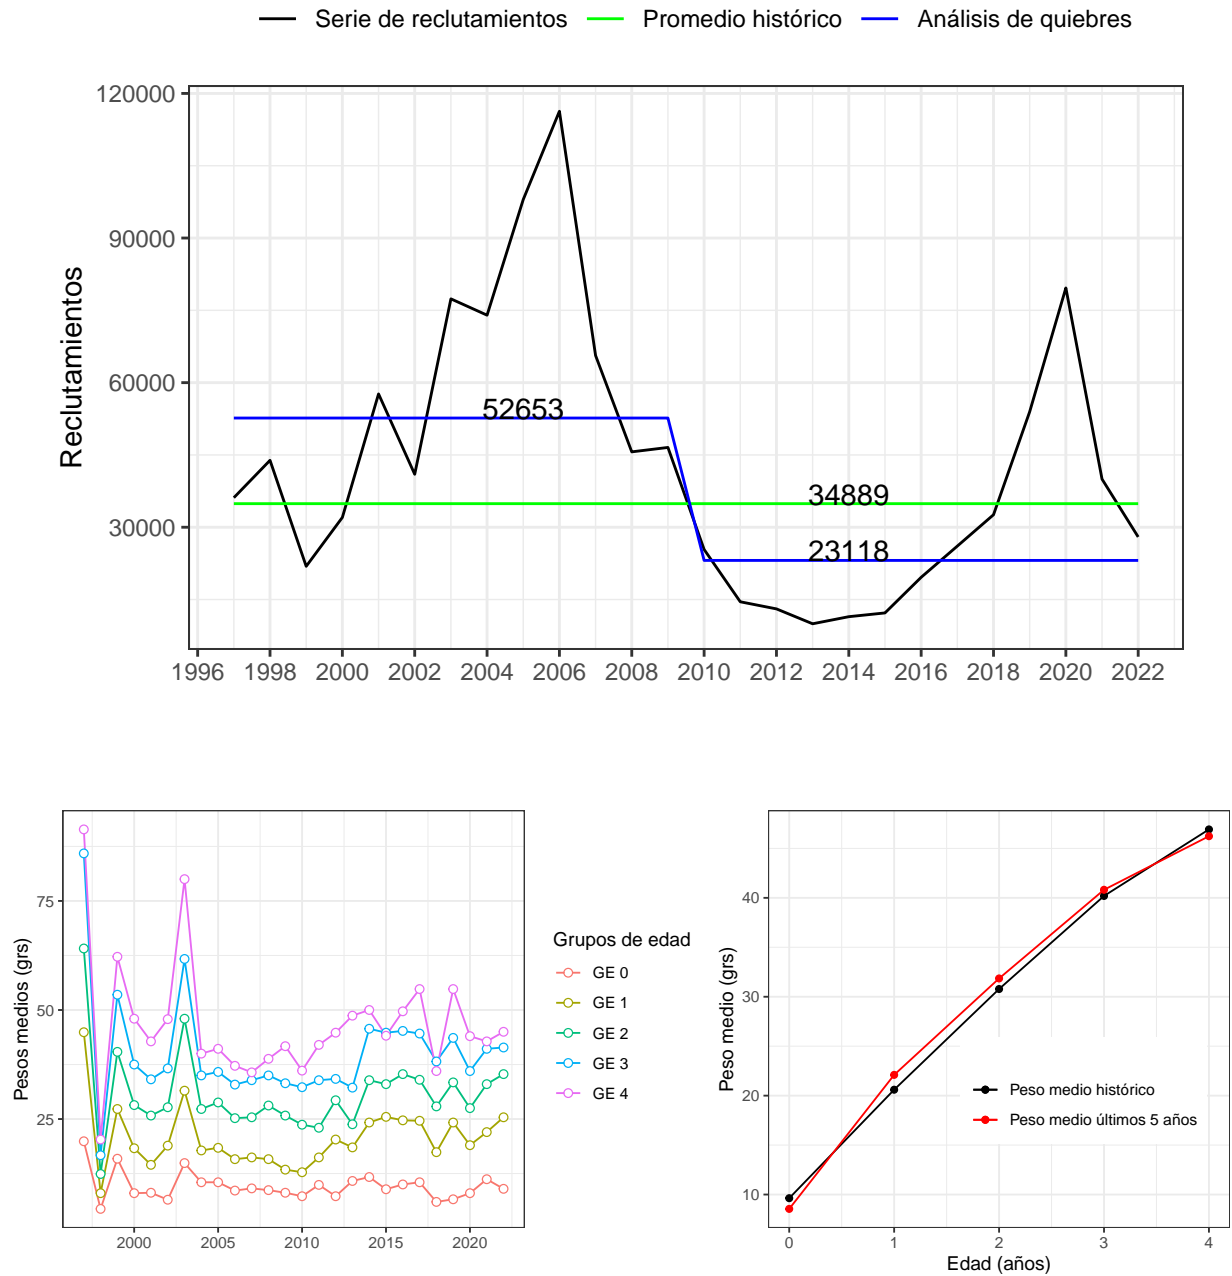 Serie de reclutamientos Promedio histórico Análisis de quiebres
120000
90000
60000
30000
Reclutamientos
52653
34889
23118
1996 1998 2000 2002 2004 2006 2008 2010 2012 2014 2016 2018 2020 2022
75
50
25
Pesos medios (grs)
2000 2005 2010 2015 2020
Grupos de edad
GE 0
GE 1
GE 2
GE 3
GE 4
40
30
20
10
Peso medio (grs)
Peso medio histórico
Peso medio últimos 5 años
0 1 2 3 4
Edad (años)